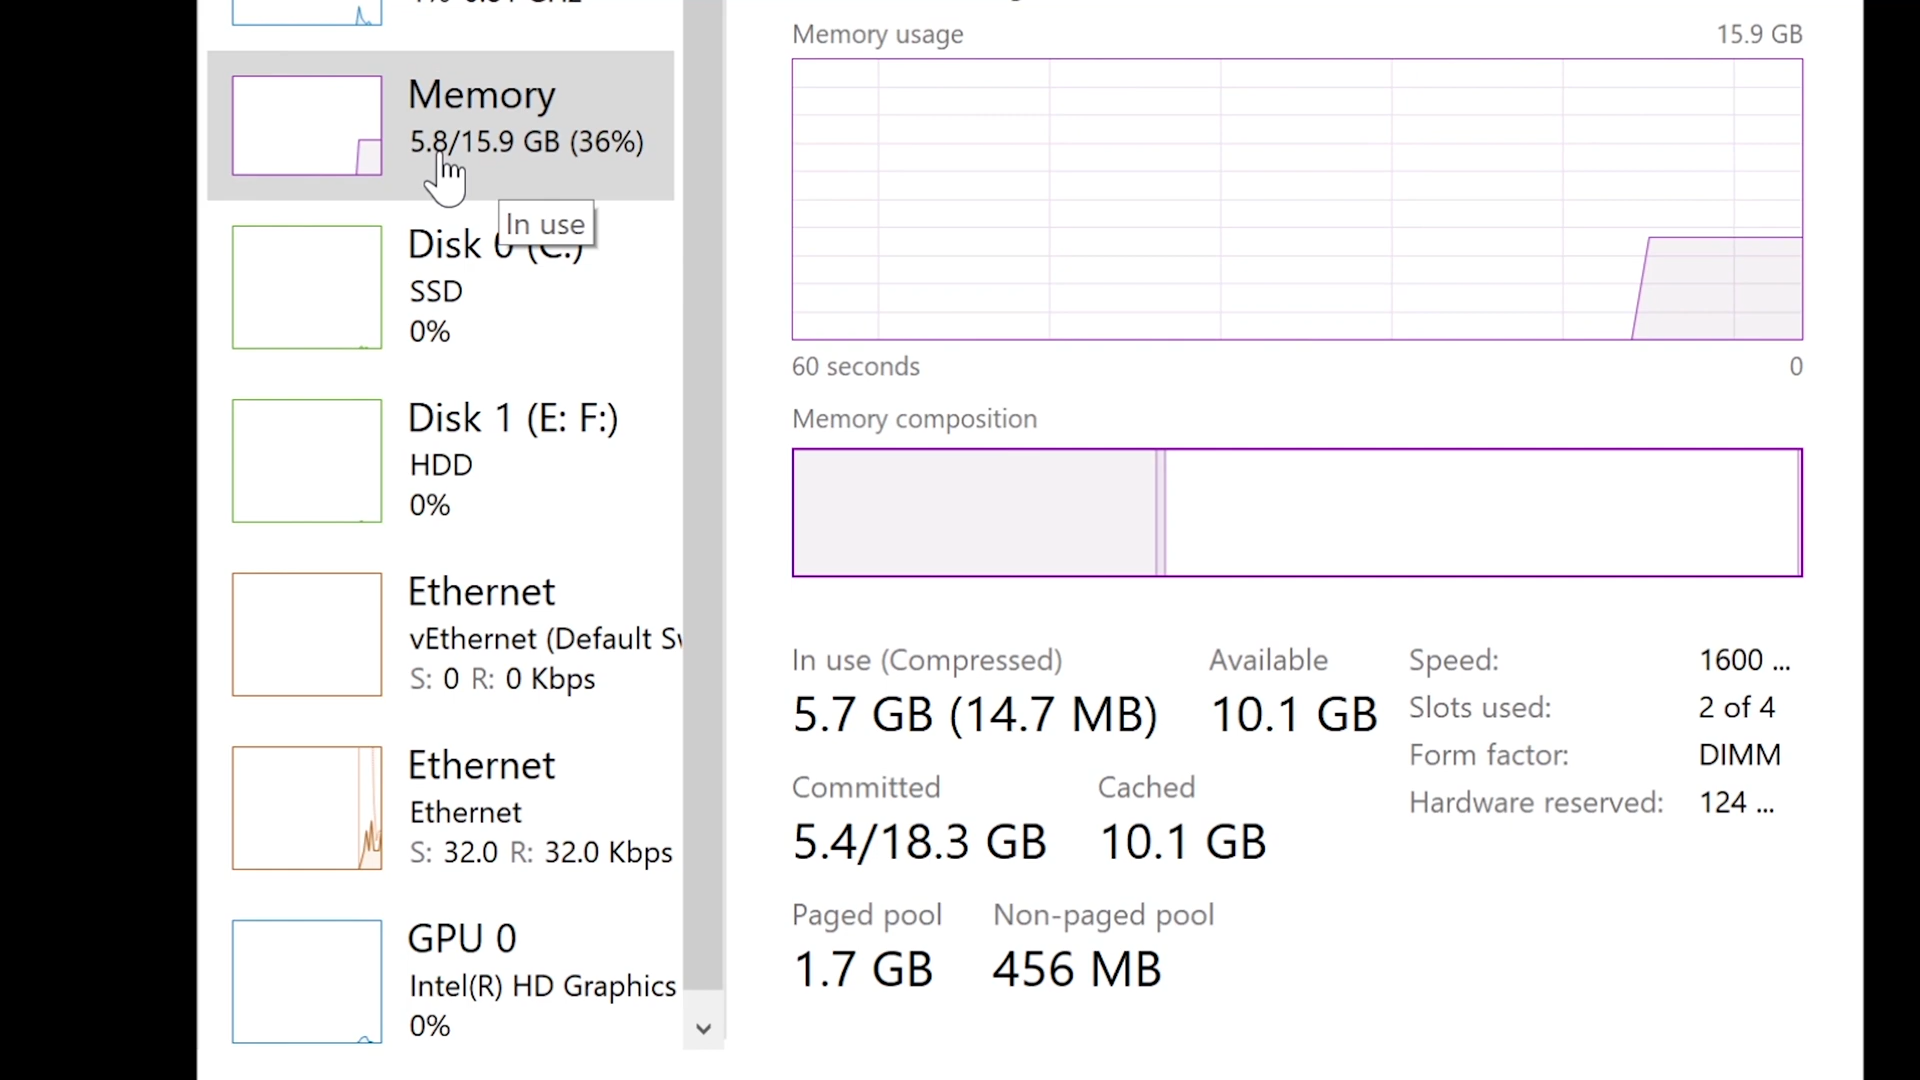 Memory
5.8/15.9 GB (36%)
In use
Disk 0 (C:)
SSD
0%
Disk 1 (E: F:)
HDD
0%
Ethernet
vEthernet (Default
S: 0 R: 0 Kbps
Ethernet
Ethernet
S: 32.0 R: 32.0 Kbps
GPU 0
Intel(R) HD Graphics
0%
Memory usage 15.9 GB
60 seconds 0
Memory composition
In use (Compressed) Available
5.7 GB (14.7 MB) 10.1 GB
Committed Cached
5.4/18.3 GB 10.1 GB
Paged pool Non-paged pool
1.7 GB 456 MB
Speed: 1600 ...
Slots used: 2 of 4
Form factor: DIMM
Hardware reserved: 124 ...